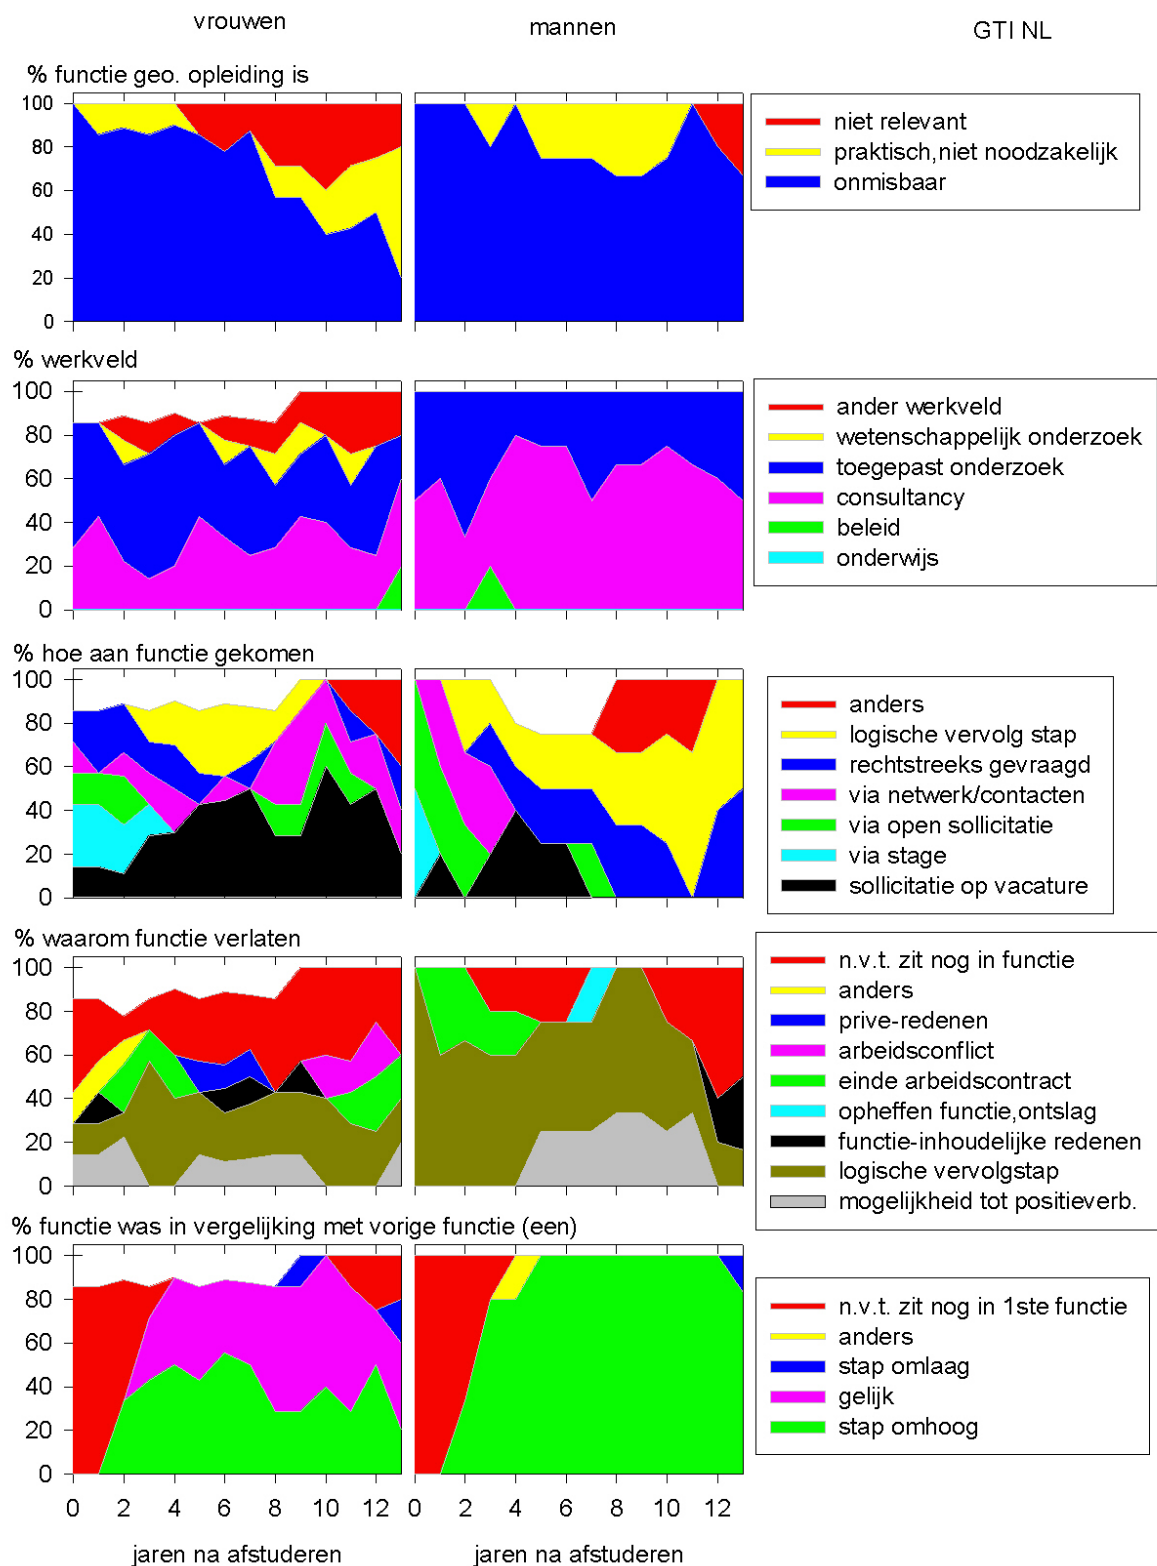 vrouwen
mannen
GTI NL
% functie geo. opleiding is
100
80
60
40
20
0
niet relevant
praktisch,niet noodzakelijk
onmisbaar
% werkveld
100
80
60
40
20
0
ander werkveld
wetenschappelijk onderzoek
toegepast onderzoek
consultancy
beleid
onderwijs
% hoe aan functie gekomen
100
80
60
40
20
0
anders
logische vervolg stap
rechtstreeks gevraagd
via netwerk/contacten
via open sollicitatie
via stage
sollicitatie op vacature
% waarom functie verlaten
100
80
60
40
20
0
n.v.t. zit nog in functie
anders
prive-redenen
arbeidsconflict
einde arbeidscontract
opheffen functie,ontslag
functie-inhoudelijke redenen
logische vervolgstap
mogelijkheid tot positieverb.
% functie was in vergelijking met vorige functie (een)
100
80
60
40
20
0
n.v.t. zit nog in 1ste functie
anders
stap omlaag
gelijk
stap omhoog
0 2 4 6 8 10 12
0 2 4 6 8 10 12
jaren na afstuderen
jaren na afstuderen